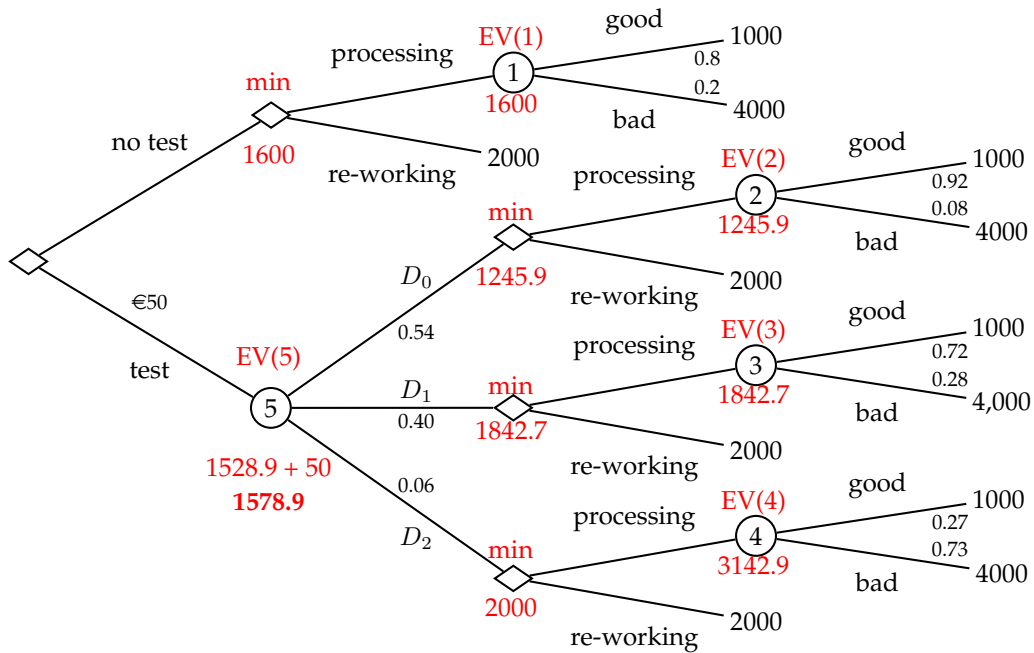 good
EV(1)
1000
processing
0.8
min
1
0.2
1600
4000
bad
no test
1600
2000
re-working
good
EV(2)
1000
processing
0.92
min
2
0.08
1245.9
4000
bad
D0
1245.9
2000
re-working
€50
0.54
good
EV(3)
1000
processing
0.72
EV(5)
min
3
0.28
test
D1
1842.7
4,000
5
0.40
1842.7
bad
2000
re-working
1528.9 + 50
1578.9
0.06
good
EV(4)
1000
processing
0.27
D2
min
4
0.73
3142.9
4000
bad
2000
2000
re-working